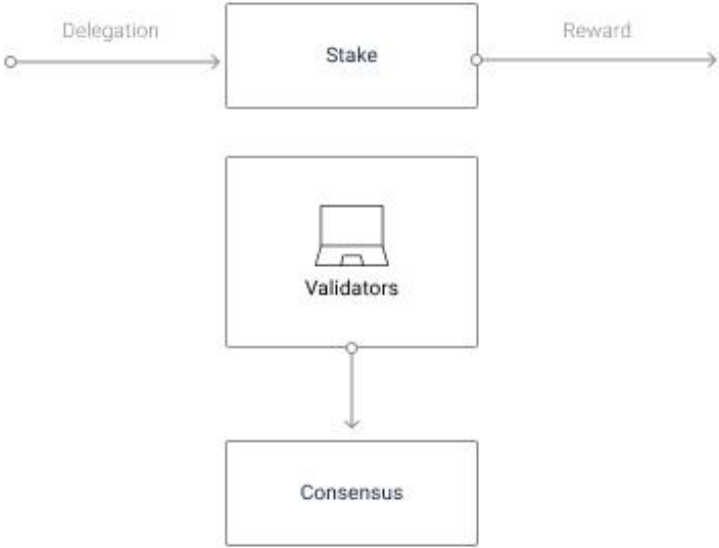 Delegation
Stake
Reward
Validators
Consensus